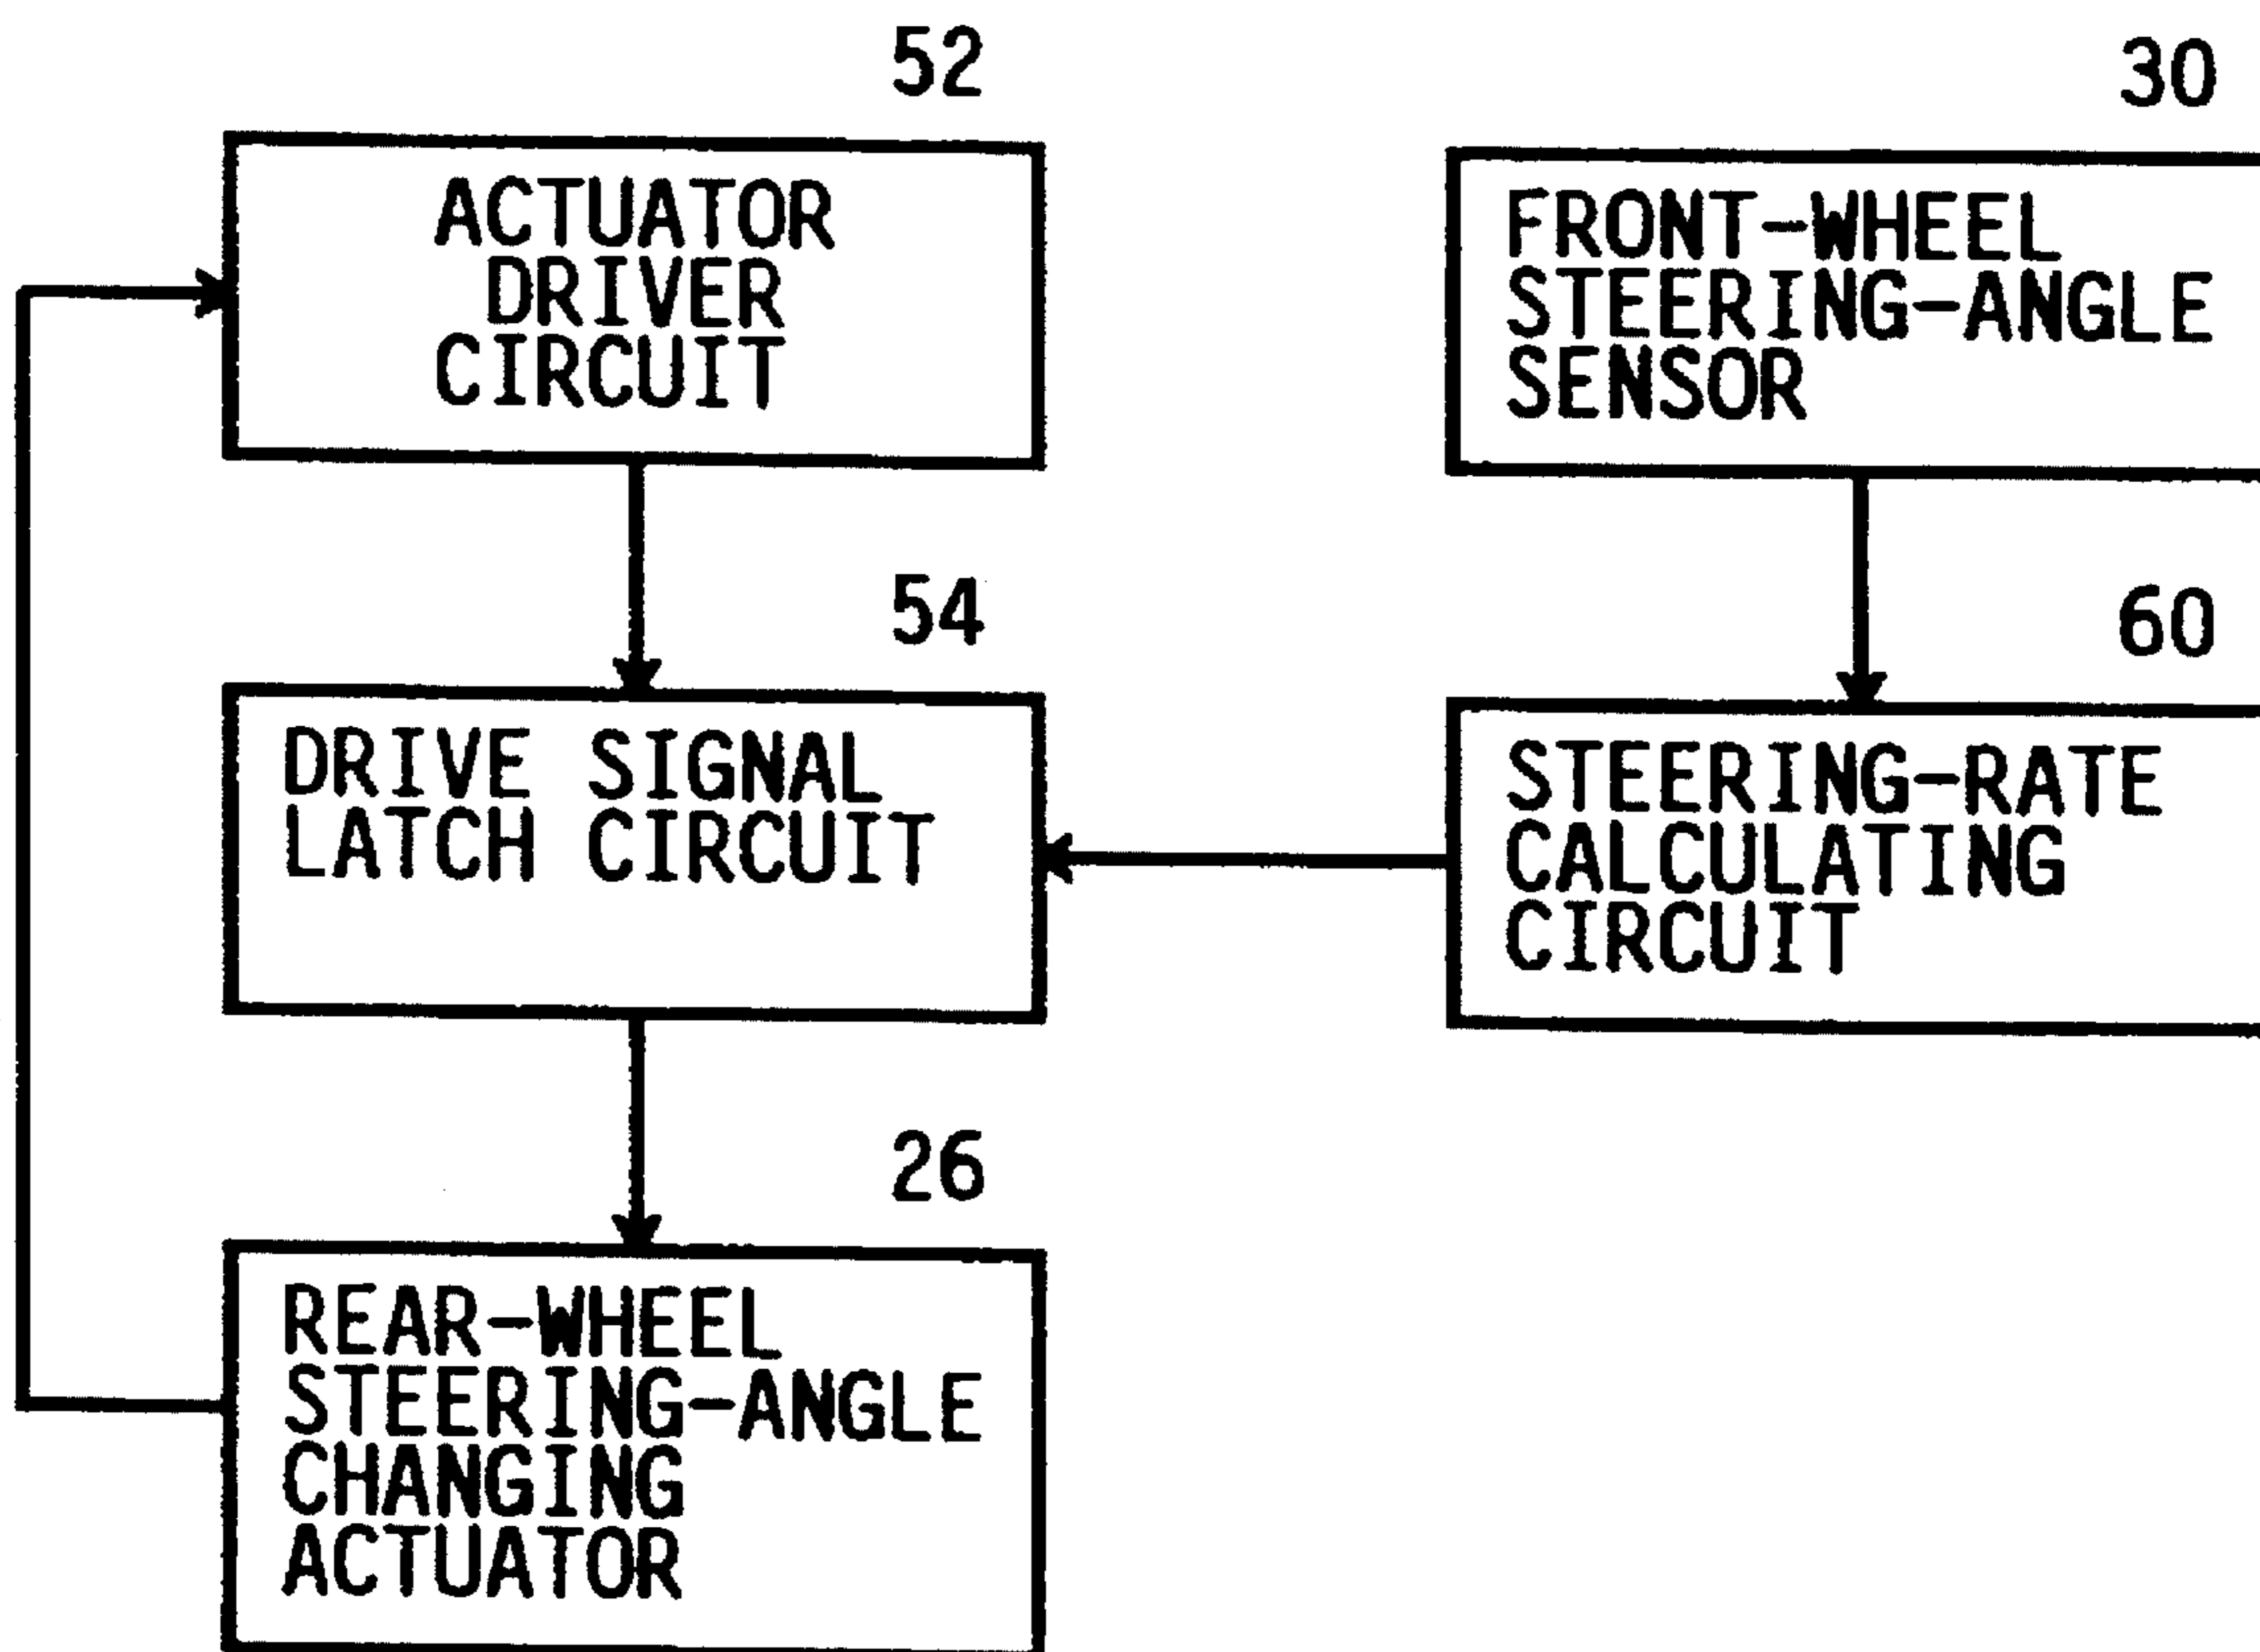 52
ACTUATOR
DRIVER
CIRCUIT
30
FRONT-WHEEL
STEERING-ANGLE
SENSOR
54
DRIVE SIGNAL
LATCH CIRCUIT
60
STEERING-RATE
CALCULATING
CIRCUIT
26
REAR-WHEEL
STEERING-ANGLE
CHANGING
ACTUATOR